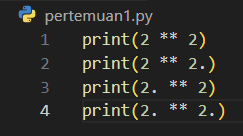 pertemuan1.py
1 print(2 ** 2)
2 print(2 ** 2.)
3 print(2. ** 2)
4 print(2. ** 2.)